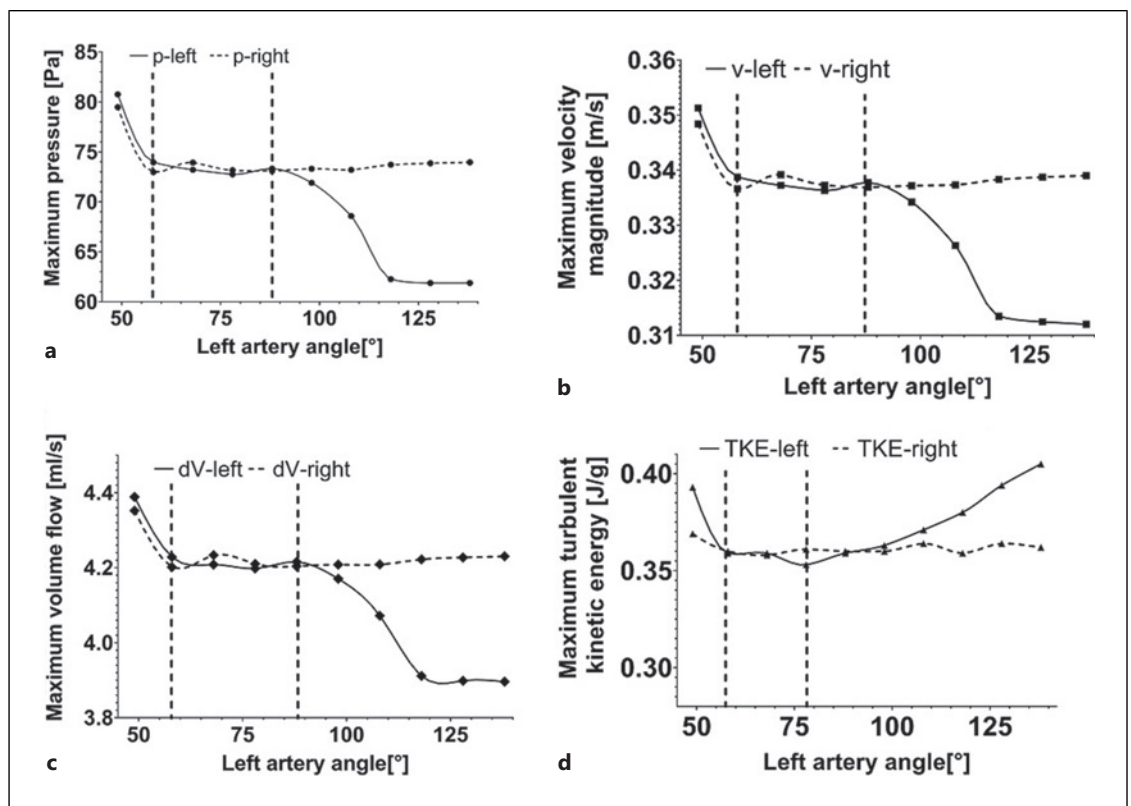 p-left p-right
Maximum pressure [Pa]
85
80
75
70
65
60
50 75 100 125
Left artery angle[°]
a
v-left v-right
Maximum velocity
magnitude [m/s]
0.36
0.35
0.34
0.33
0.32
0.31
50 75 100 125
Left artery angle[°]
b
dV-left dV-right
Maximum volume flow [ml/s]
4.4
4.2
4.0
3.8
50 75 100 125
Left artery angle[°]
c
TKE-left TKE-right
Maximum turbulent
kinetic energy [J/g]
0.40
0.35
0.30
50 75 100 125
Left artery angle[°]
d